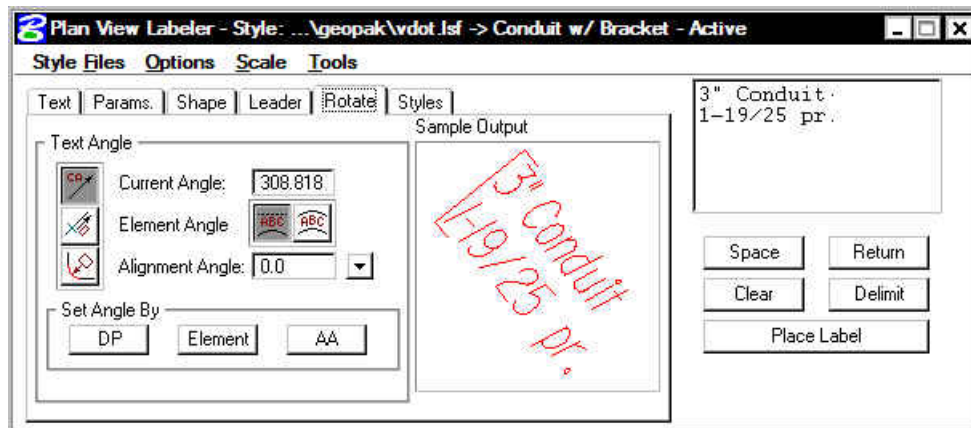 Plan View Labeler - Style: ...\geopak\vdot.lsf -> Conduit w/ Bracket - Active
Style Files Options Scale Tools
Text Params. Shape Leader Rotate Styles
Text Angle
CA
Current Angle: 308.818
Element Angle ABC ABC
Alignment Angle: 0.0
Set Angle By
DP Element AA
Sample Output
3" Conduit
1-19/25 pr.
3" Conduit
1-19/25 pr.
Space Return
Clear Delimit
Place Label